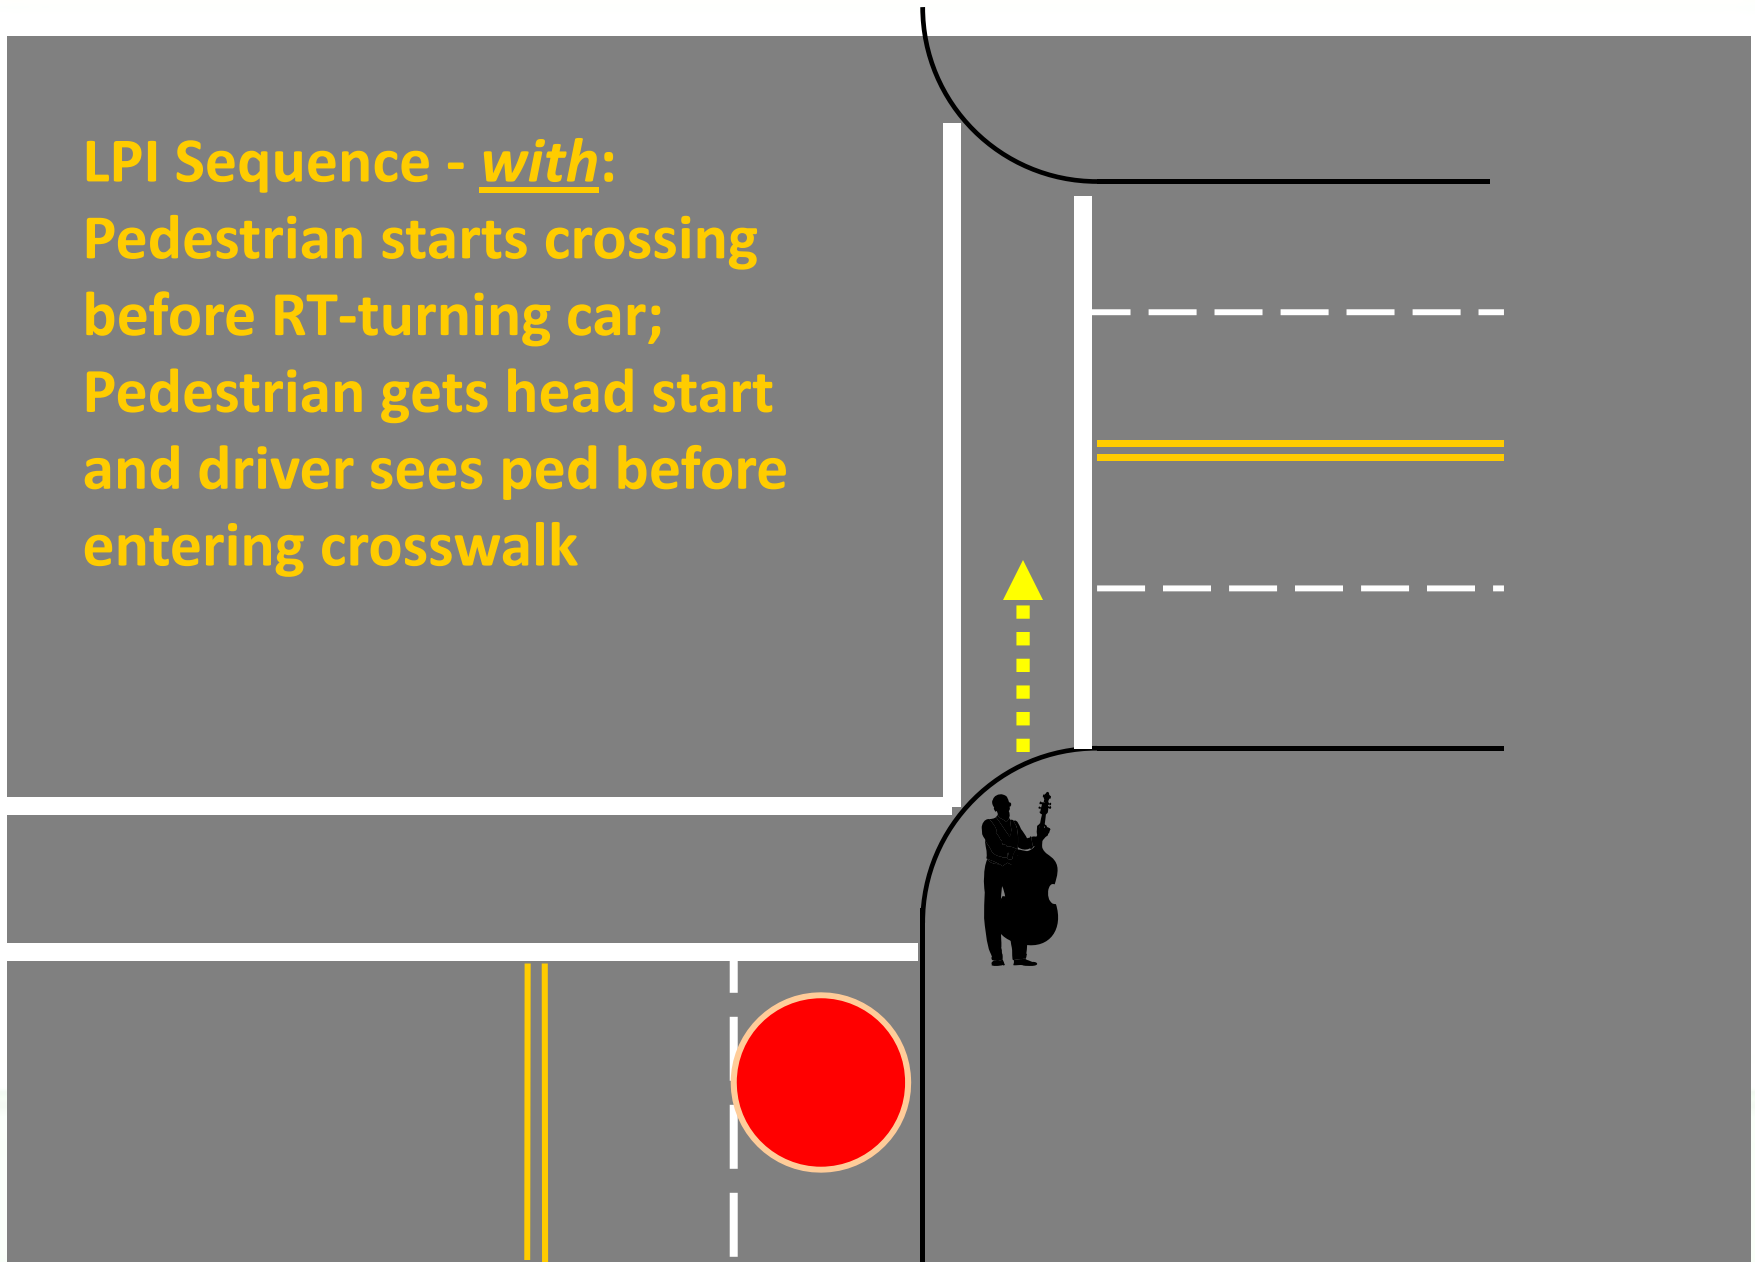 LPI Sequence - with:
Pedestrian starts crossing
before RT-turning car;
Pedestrian gets head start
and driver sees ped before
entering crosswalk